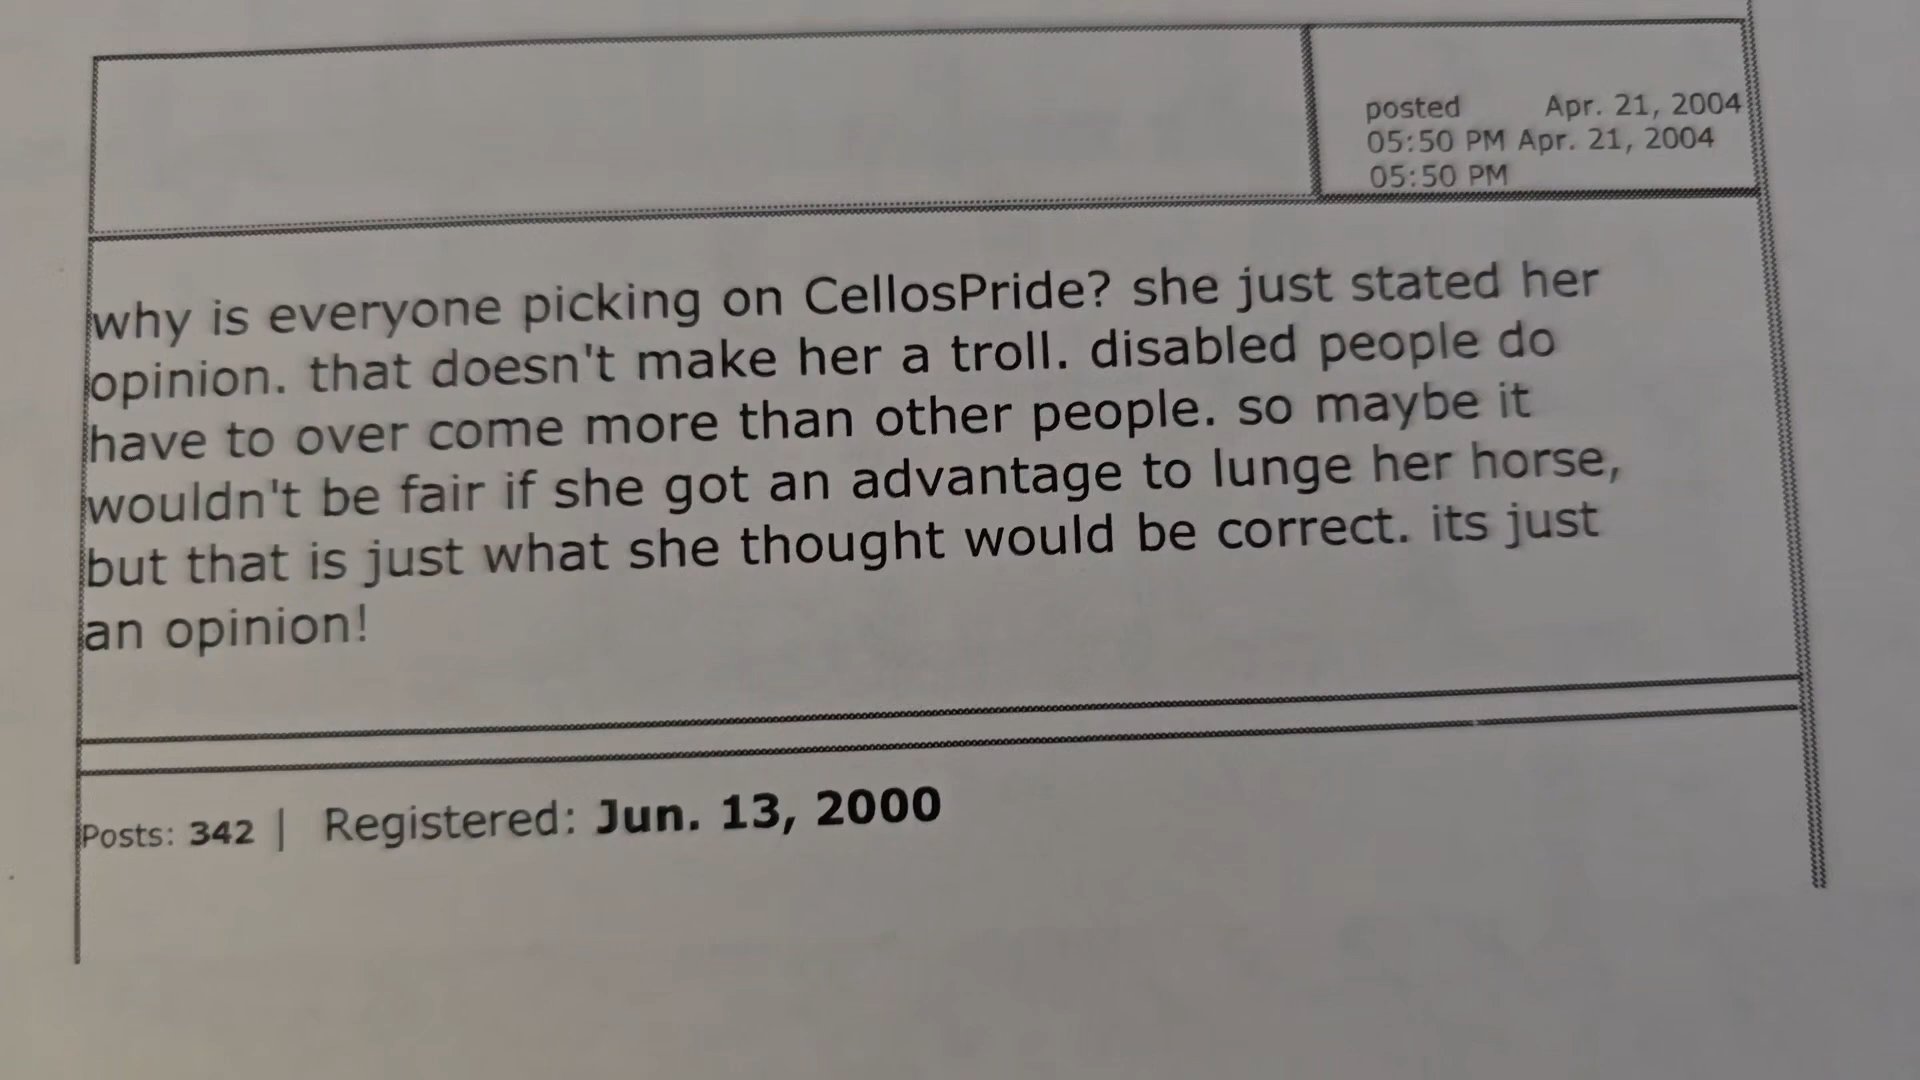 posted Apr. 21, 2004
05:50 PM Apr. 21, 2004
05:50 PM
why is everyone picking on CellosPride? she just stated her
opinion. that doesn't make her a troll. disabled people do
have to over come more than other people. so maybe it
wouldn't be fair if she got an advantage to lunge her horse,
but that is just what she thought would be correct. its just
an opinion!
Posts: 342 | Registered: Jun. 13, 2000